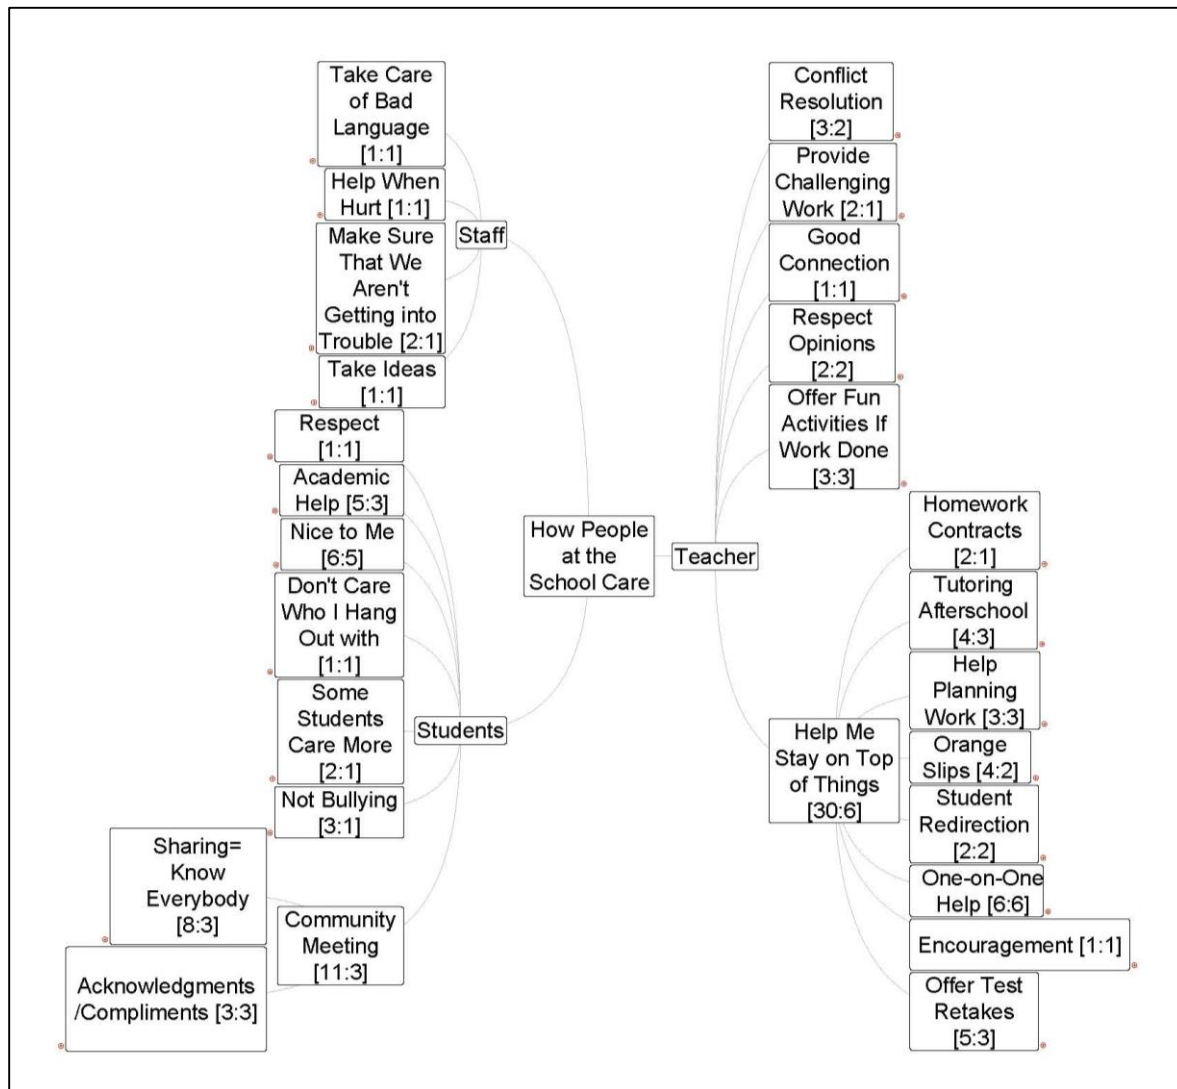 Take Care
of Bad
Language
[1:1]
Help When
Hurt [1:1]
Make Sure
That We
Aren't
Getting into
Trouble [2:1]
Take Ideas
[1:1]
Staff
Respect
[1:1]
Academic
Help [5:3]
Nice to Me
[6:5]
Don't Care
Who I Hang
Out with
[1:1]
Some
Students
Care More
[2:1]
Not Bullying
[3:1]
Students
Sharing=
Know
Everybody
[8:3]
Acknowledgments
/Compliments [3:3]
Community
Meeting
[11:3]
How People
at the
School Care
Teacher
Conflict
Resolution
[3:2]
Provide
Challenging
Work [2:1]
Good
Connection
[1:1]
Respect
Opinions
[2:2]
Offer Fun
Activities If
Work Done
[3:3]
Help Me
Stay on Top
of Things
[30:6]
Homework
Contracts
[2:1]
Tutoring
Afterschool
[4:3]
Help
Planning
Work [3:3]
Orange
Slips [4:2]
Student
Redirection
[2:2]
One-on-One
Help [6:6]
Encouragement [1:1]
Offer Test
Retakes
[5:3]